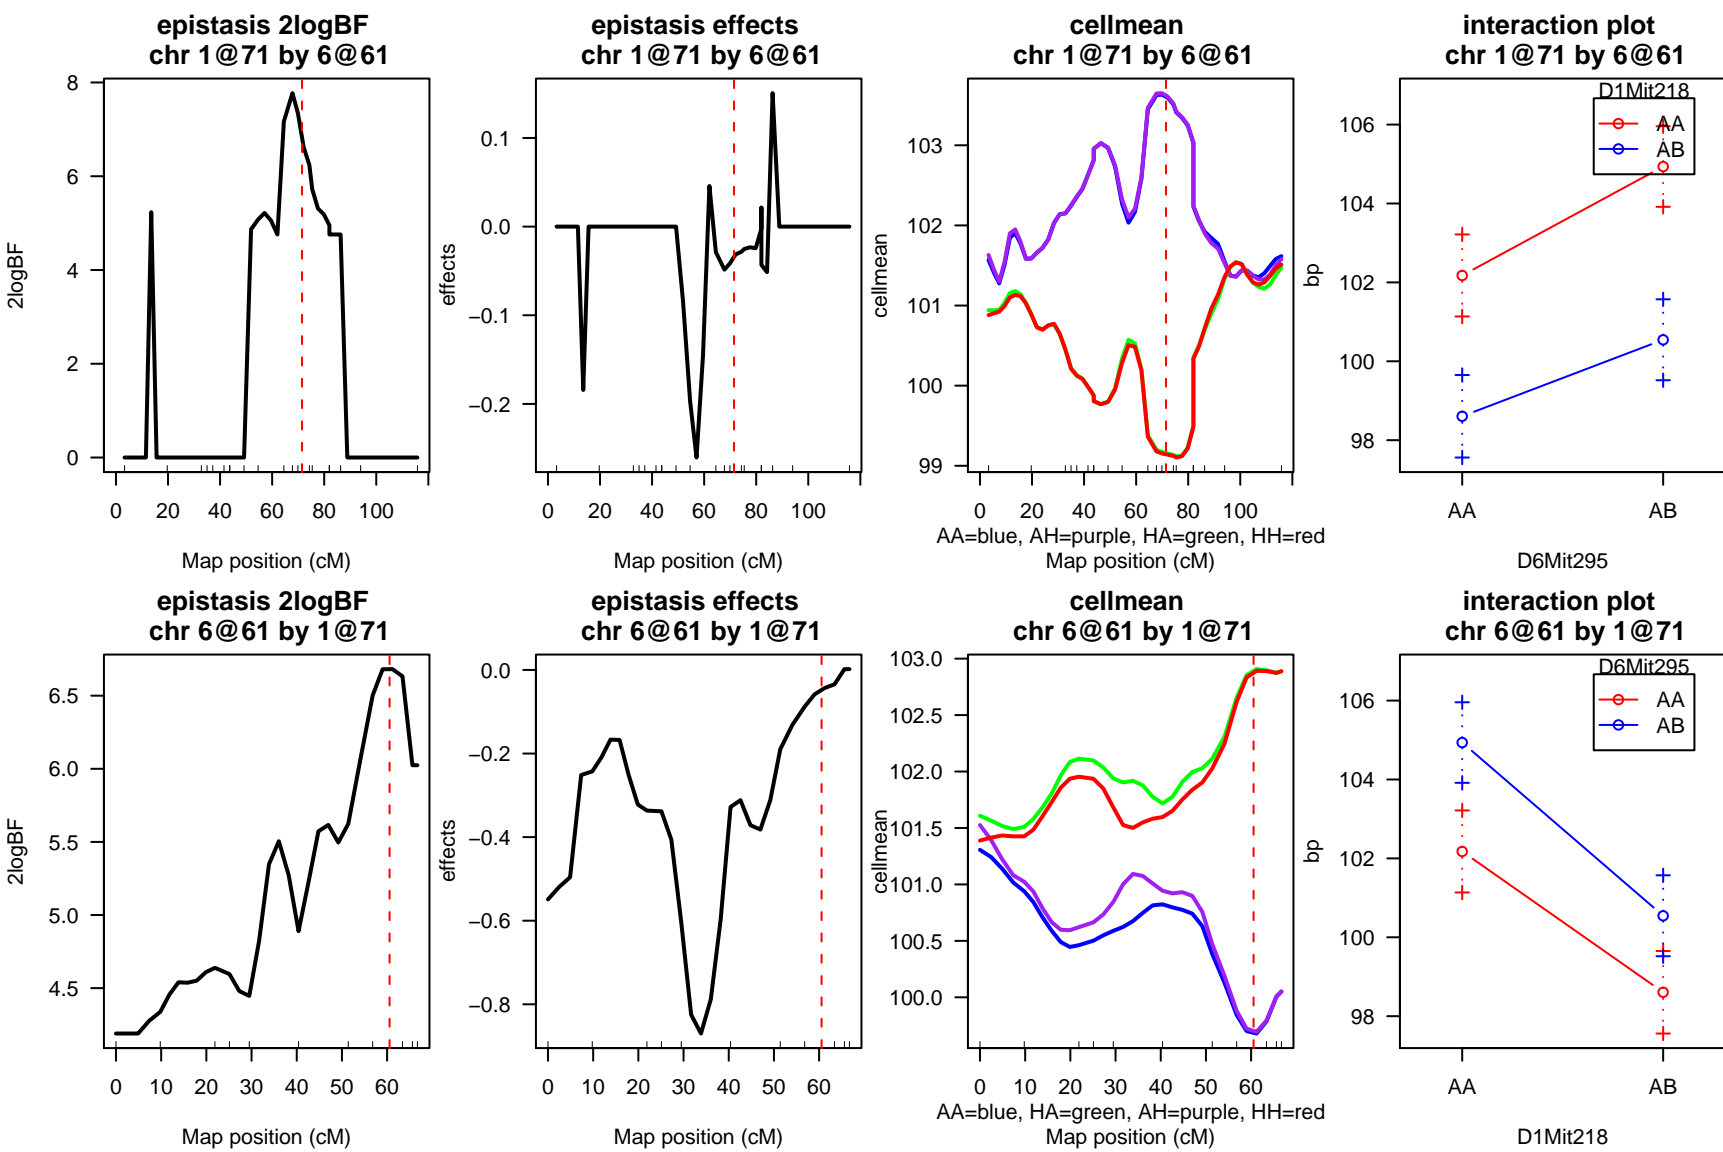 epistasis 2logBF
chr 1@71 by 6@61
2logBF
8
6
4
2
0
0 20 40 60 80 100
Map position (cM)
epistasis effects
chr 1@71 by 6@61
effects
0.1
0.0
−0.1
−0.2
0 20 40 60 80 100
Map position (cM)
cellmean
chr 1@71 by 6@61
cellmean
103
102
101
100
99
0 20 40 60 80 100
AA=blue, AH=purple, HA=green, HH=red
Map position (cM)
interaction plot
chr 1@71 by 6@61
bp
106
104
102
100
98
D1Mit218
AA
AB
AA AB
D6Mit295
epistasis 2logBF
chr 6@61 by 1@71
2logBF
6.5
6.0
5.5
5.0
4.5
0 10 20 30 40 50 60
Map position (cM)
epistasis effects
chr 6@61 by 1@71
effects
0.0
−0.2
−0.4
−0.6
−0.8
0 10 20 30 40 50 60
Map position (cM)
cellmean
chr 6@61 by 1@71
cellmean
103.0
102.5
102.0
101.5
101.0
100.5
100.0
0 10 20 30 40 50 60
AA=blue, HA=green, AH=purple, HH=red
Map position (cM)
interaction plot
chr 6@61 by 1@71
bp
106
104
102
100
98
D6Mit295
AA
AB
AA AB
D1Mit218